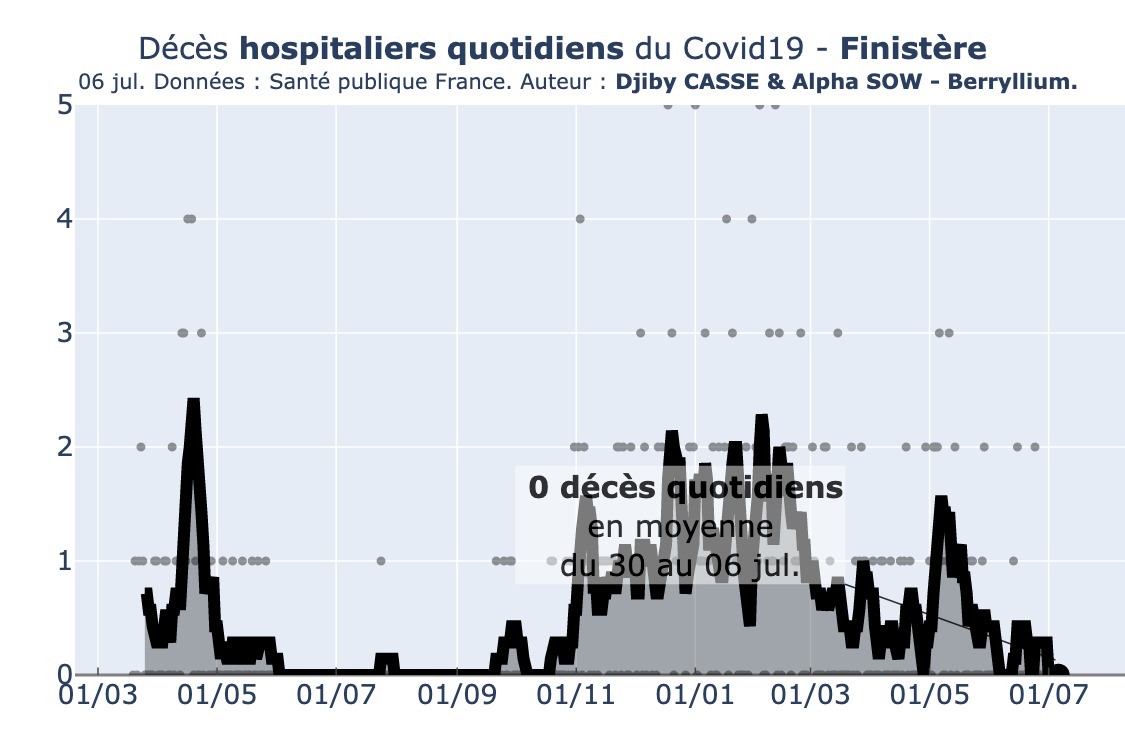 Décès hospitaliers quotidiens du Covid19 - Finistère
06 jul. Données : Santé publique France. Auteur : Djiby CASSE & Alpha SOW - Berryllium.
5
4
3
2
1
0
0 décès quotidiens
en moyenne
du 30 au 06 jul.
01/03 01/05 01/07 01/09 01/11 01/01 01/03 01/05 01/07